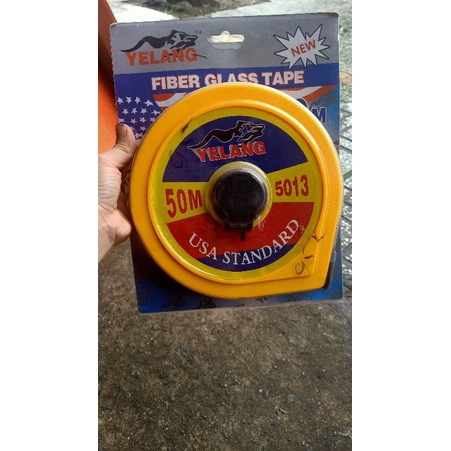 YELANG
NEW
FIBER GLASS TAPE
YELANG
50M
5013
USA STANDARD